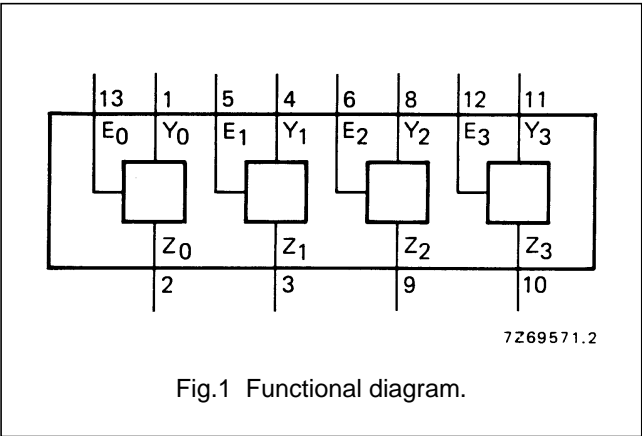 13 1 5 4 6 8 12 11
E0 Y0 E1 Y1 E2 Y2 E3 Y3
Z0 Z1 Z2 Z3
2 3 9 10
7Z69571.2
Fig.1 Functional diagram.